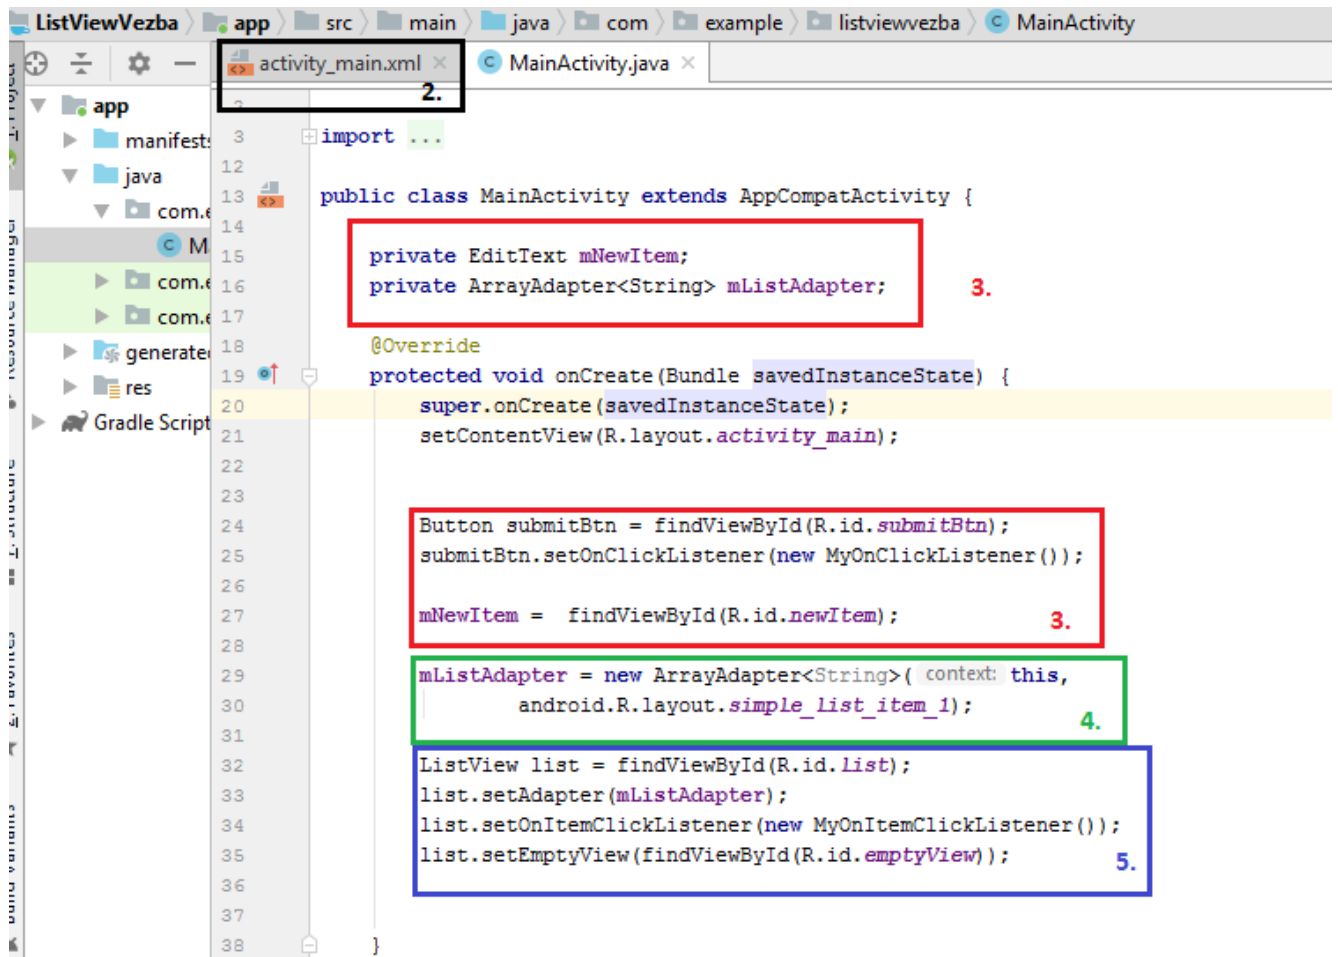 ListViewVezba app src main java com example listviewvezba C MainActivity
activity_main.xml × C MainActivity.java ×
2.
app
manifests
java
com.e
C M
com.e
com.e
generate
res
Gradle Script
3 import ...
12
13 public class MainActivity extends AppCompatActivity {
14
15 private EditText mNewItem;
16 private ArrayAdapter<String> mListAdapter; 3.
17
18 @Override
19 protected void onCreate(Bundle savedInstanceState) {
20 super.onCreate(savedInstanceState);
21 setContentView(R.layout.activity_main);
22
23
24 Button submitBtn = findViewById(R.id.submitBtn);
25 submitBtn.setOnClickListener(new MyOnClickListener());
26
27 mNewItem = findViewById(R.id.newItem); 3.
28
29 mListAdapter = new ArrayAdapter<String>( context: this,
30 android.R.layout.simple_list_item_1); 4.
31
32 ListView list = findViewById(R.id.list);
33 list.setAdapter(mListAdapter);
34 list.setOnItemClickListener(new MyOnItemClickListener());
35 list.setEmptyView(findViewById(R.id.emptyView)); 5.
36
37
38 }
Resource Manager